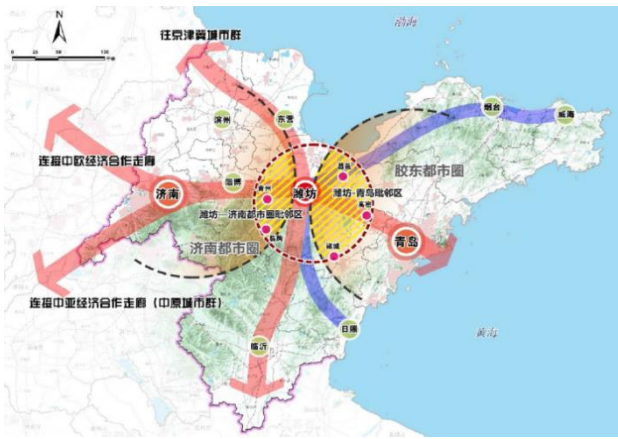 N
渤海
往京津冀城市群
滨州
东营
烟台
威海
连接中欧经济合作走廊
胶东都市圈
淄博
昌邑
济南
青州
潍坊
潍坊-青岛毗邻区
高密
潍坊—济南都市圈毗邻区
临朐
济南都市圈
诸城
青岛
连接中亚经济合作走廊（中原城市群）
日照
黄海
临沂